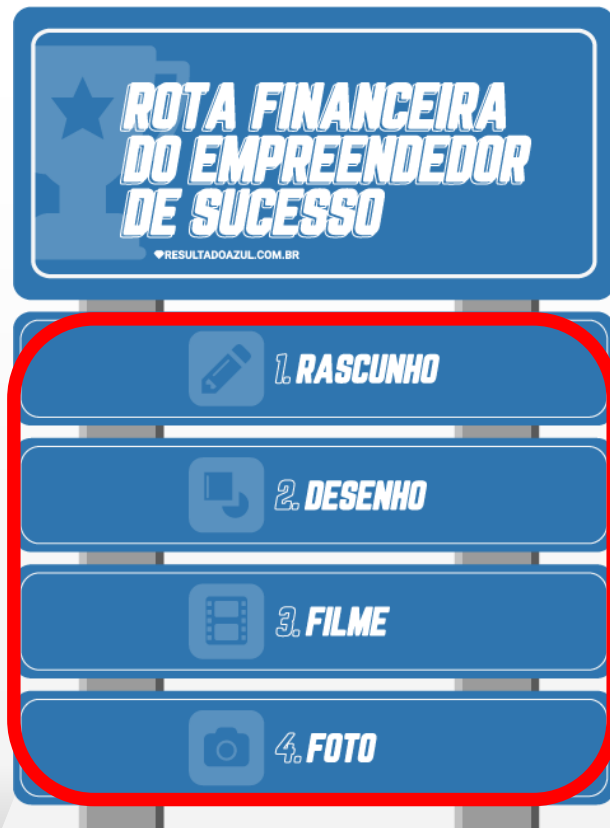 ROTA FINANCEIRA
DO EMPREENDEDOR
DE SUCESSO
RESULTADOAZUL.COM.BR
1. RASCUNHO
2. DESENHO
3. FILME
4. FOTO